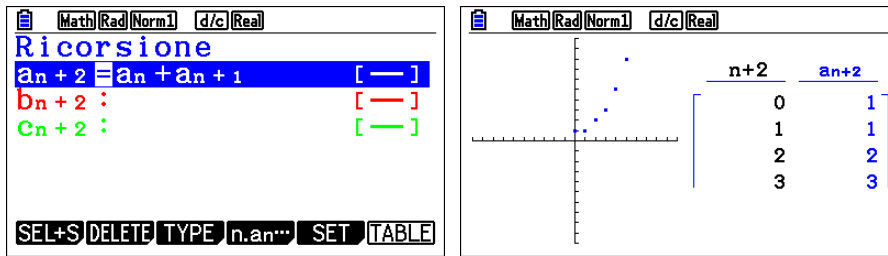 Math Rad Norm1 d/c Real
Ricorsione
an+2=an+an+1 [—]
bn+2: [—]
cn+2: [—]
SEL+S DELETE TYPE n.an… SET TABLE
Math Rad Norm1 d/c Real
n+2 an+2
0 1
1 1
2 2
3 3